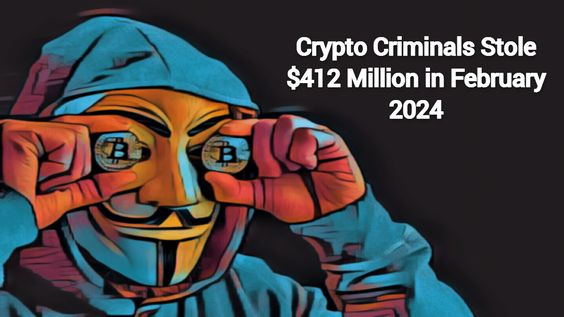 Crypto Criminals Stole
$412 Million in February
2024
B
B